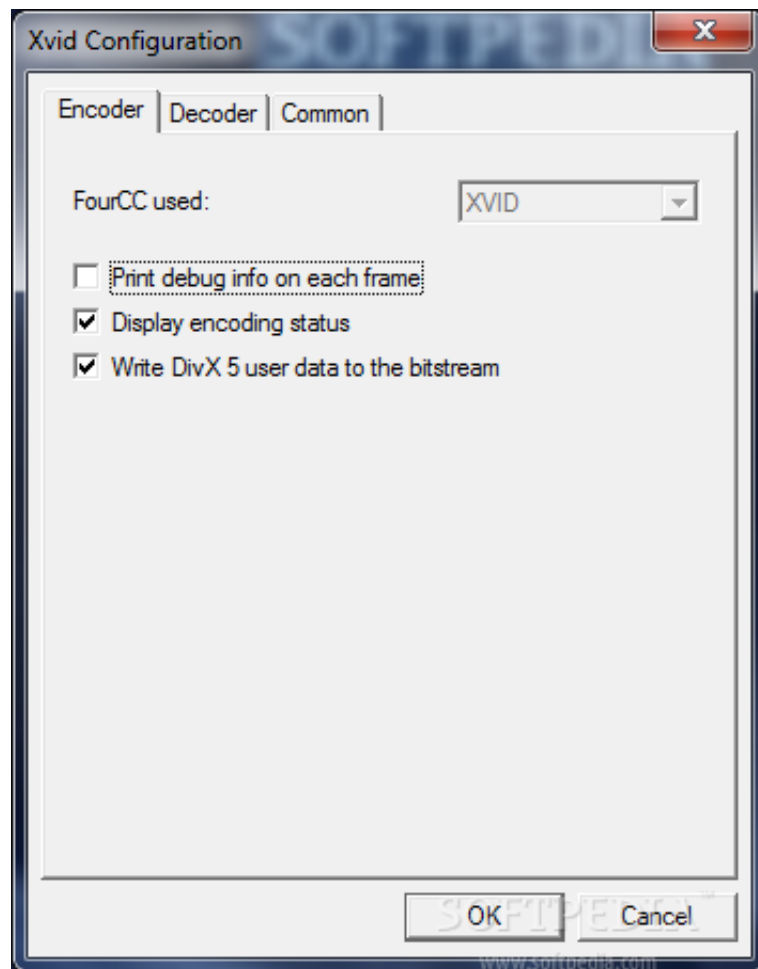 SOFTPEDIA
Xvid Configuration
x
Encoder Decoder Common
FourCC used: XVID
Print debug info on each frame
Display encoding status
Write DivX 5 user data to the bitstream
OK Cancel
SOFTPEDIA™
www.softpedia.com